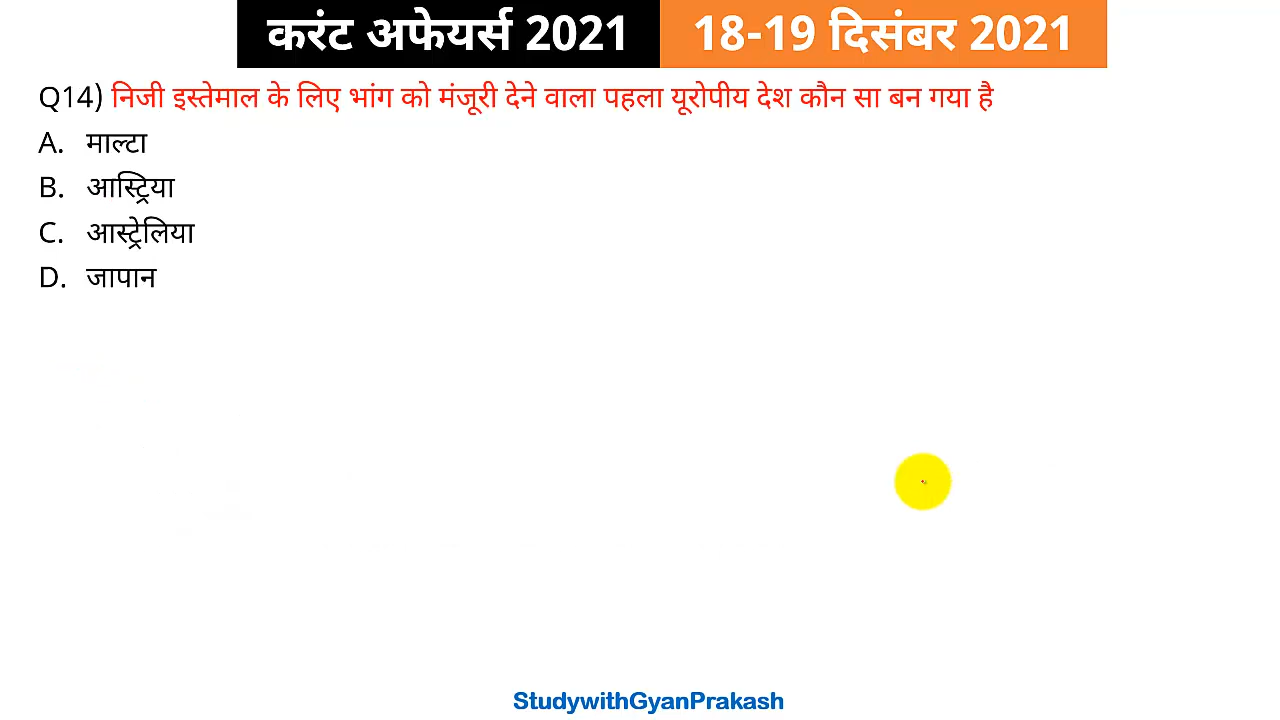 करंट अफेयर्स 2021 18-19 दिसंबर 2021
Q14) निजी इस्तेमाल के लिए भांग को मंजूरी देने वाला पहला यूरोपीय देश कौन सा बन गया है
A. माल्टा
B. आस्ट्रिया
C. आस्ट्रेलिया
D. जापान
StudywithGyanPrakash